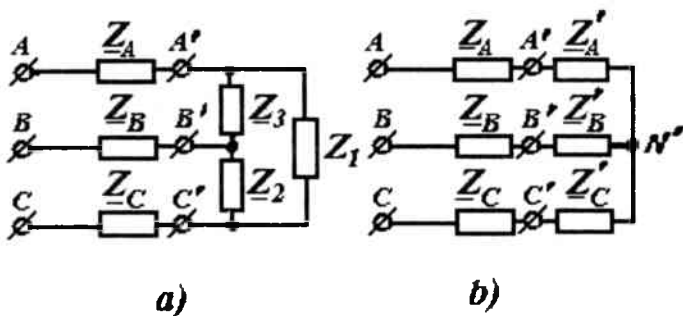 A Z_A A' Z_3 Z_1
B Z_B B'
C Z_C C' Z_2
a)
A Z_A A' Z'_A
B Z_B B' Z'_B N'
C Z_C C' Z'_C
b)